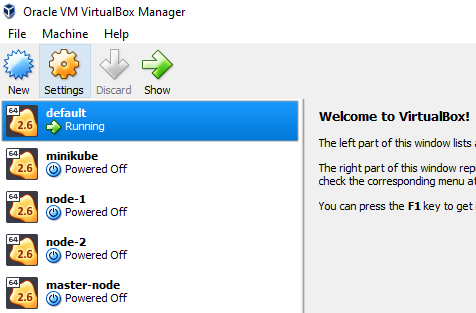 Oracle VM VirtualBox Manager
File Machine Help
New Settings Discard Show
64 2.6 default
Running
64 2.6 minikube
Powered Off
64 2.6 node-1
Powered Off
64 2.6 node-2
Powered Off
64 2.6 master-node
Powered Off
Welcome to VirtualBox!
The left part of this window lists
The right part of this window rep
check the corresponding menu at
You can press the F1 key to get